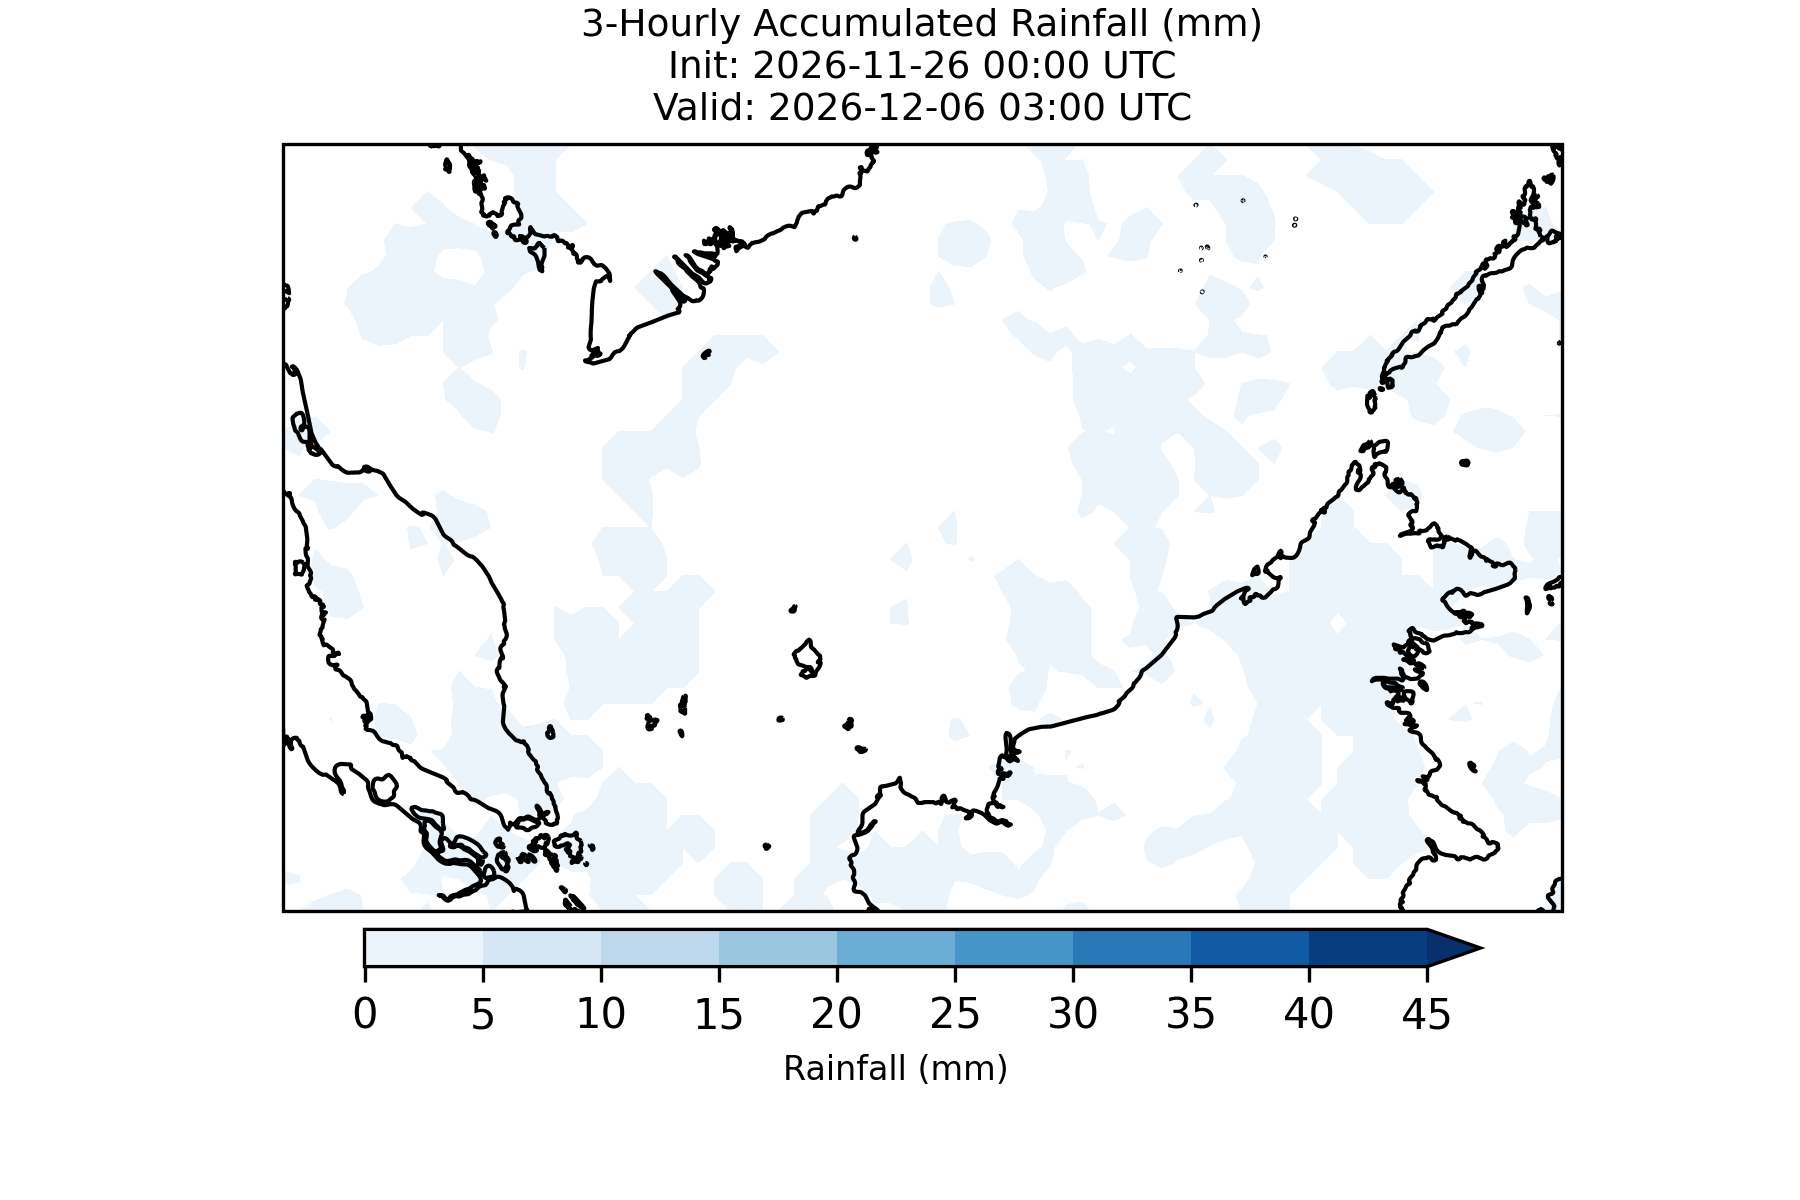 3-Hourly Accumulated Rainfall (mm)
Init: 2026-11-26 00:00 UTC
Valid: 2026-12-06 03:00 UTC
0 5 10 15 20 25 30 35 40 45
Rainfall (mm)